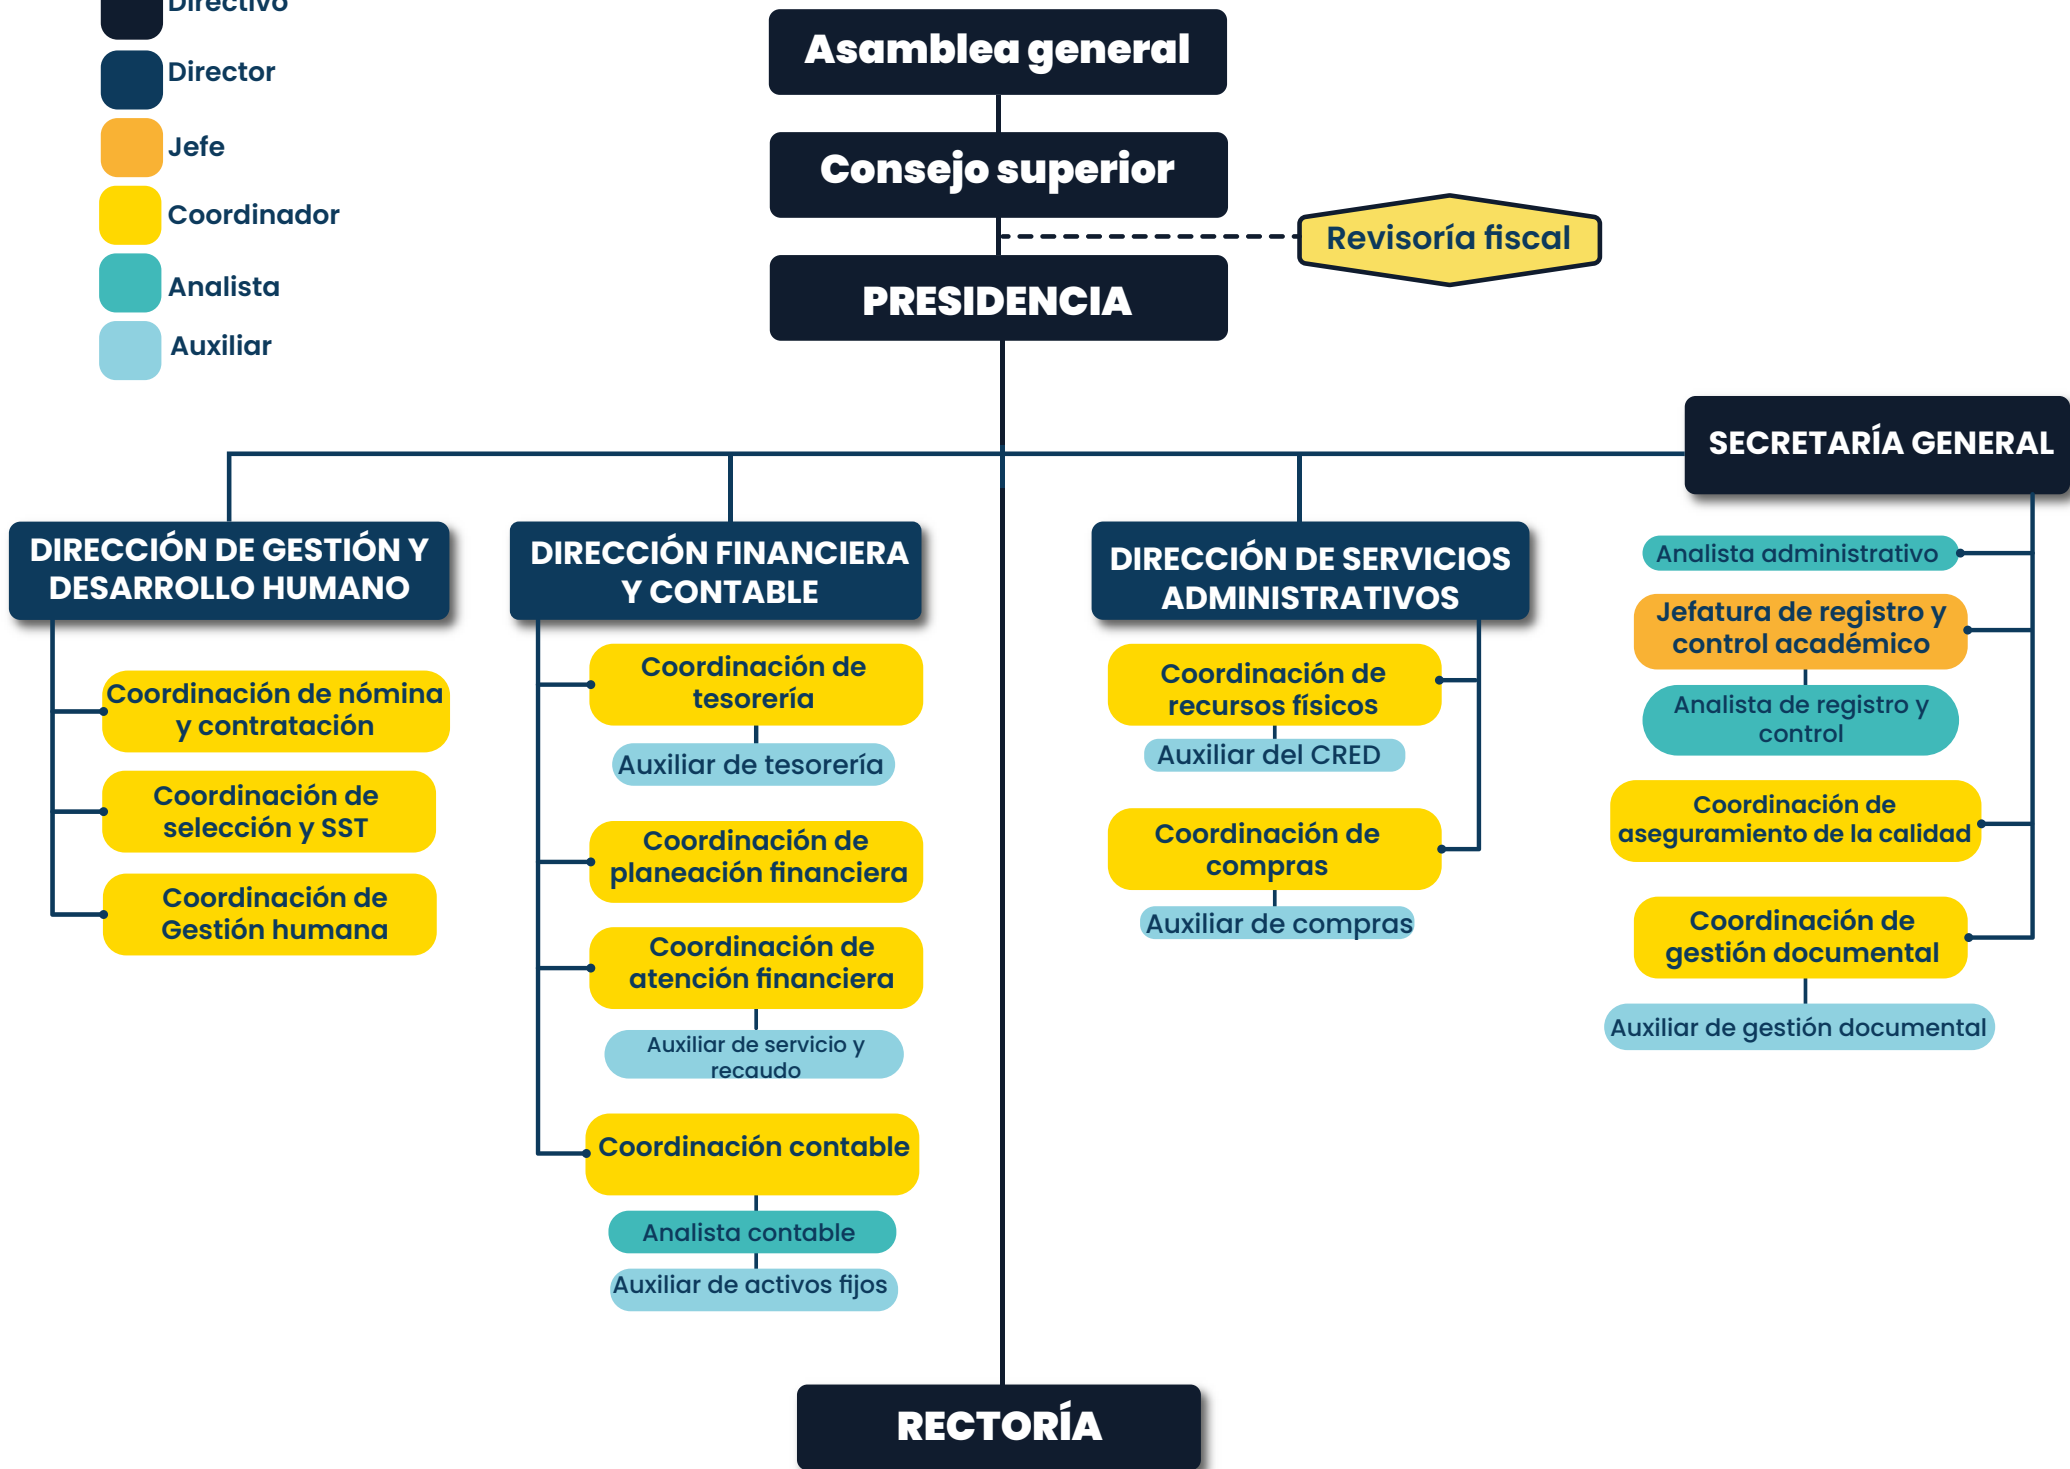 Directivo
Director
Jefe
Coordinador
Analista
Auxiliar
Asamblea general
Consejo superior
Revisoría fiscal
PRESIDENCIA
SECRETARÍA GENERAL
DIRECCIÓN DE GESTIÓN Y
DESARROLLO HUMANO
Coordinación de nómina
y contratación
Coordinación de
selección y SST
Coordinación de
Gestión humana
DIRECCIÓN FINANCIERA
Y CONTABLE
Coordinación de
tesorería
Auxiliar de tesorería
Coordinación de
planeación financiera
Coordinación de
atención financiera
Auxiliar de servicio y
recaudo
Coordinación contable
Analista contable
Auxiliar de activos fijos
DIRECCIÓN DE SERVICIOS
ADMINISTRATIVOS
Coordinación de
recursos físicos
Auxiliar del CRED
Coordinación de
compras
Auxiliar de compras
Analista administrativo
Jefatura de registro y
control académico
Analista de registro y
control
Coordinación de
aseguramiento de la calidad
Coordinación de
gestión documental
Auxiliar de gestión documental
RECTORÍA